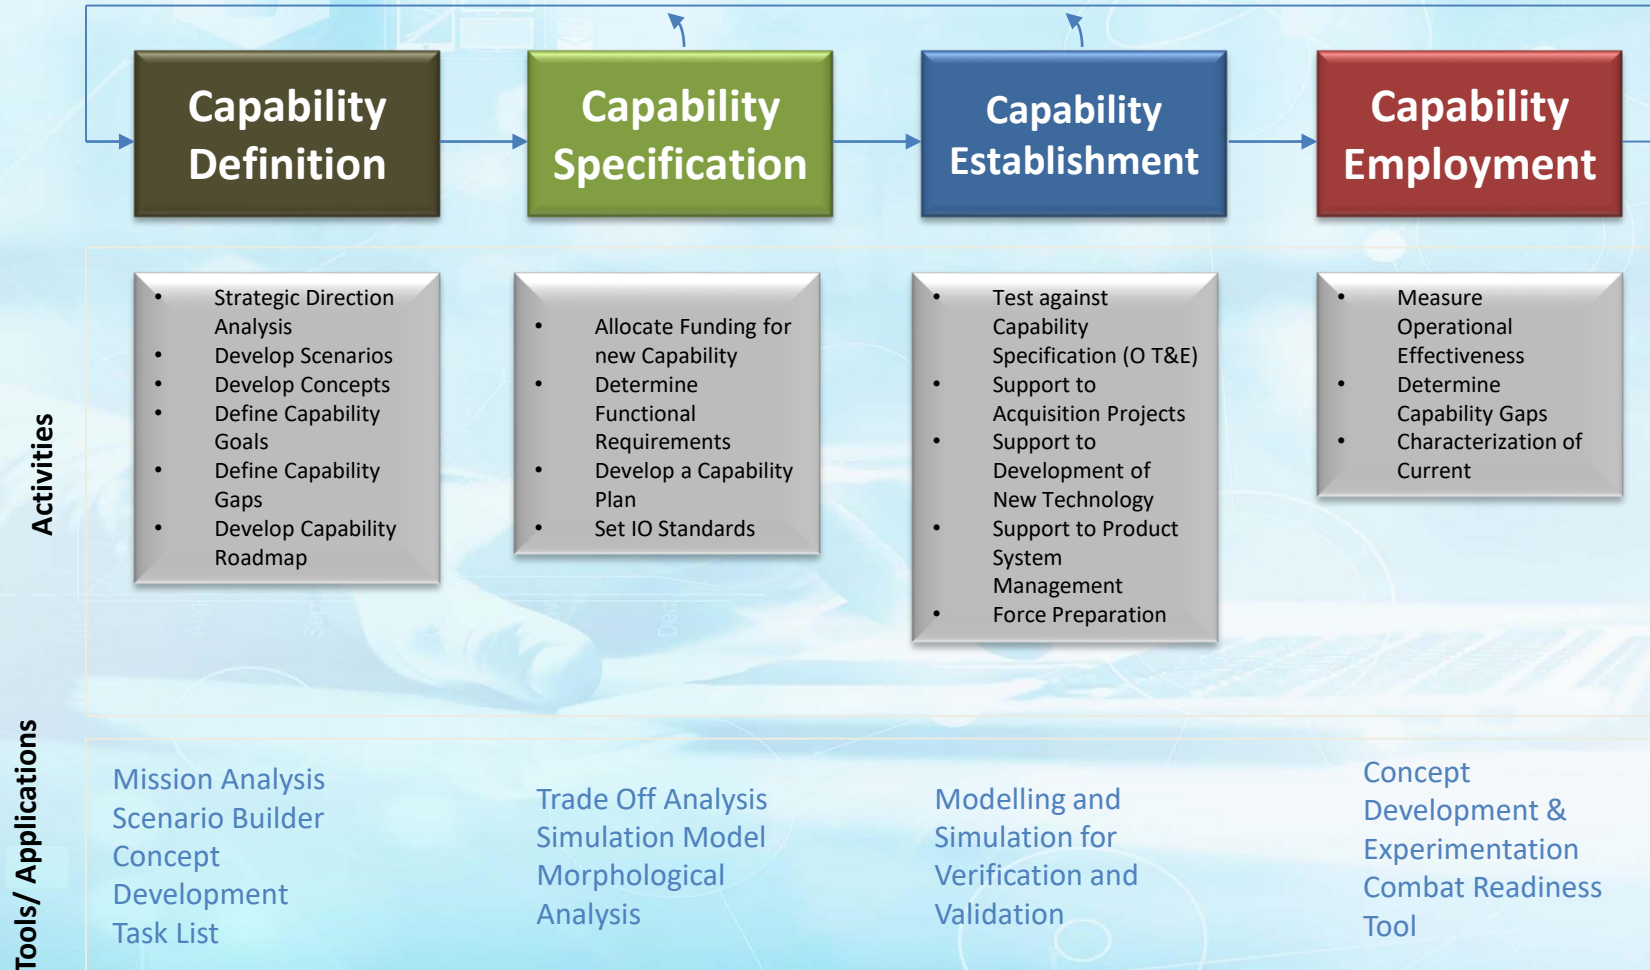 Capability
Definition
Capability
Specification
Capability
Establishment
Capability
Employment
Activities
• Strategic Direction
Analysis
• Develop Scenarios
• Develop Concepts
• Define Capability
Goals
• Define Capability
Gaps
• Develop Capability
Roadmap
• Allocate Funding for
new Capability
• Determine
Functional
Requirements
• Develop a Capability
Plan
• Set IO Standards
• Test against
Capability
Specification (O T&E)
• Support to
Acquisition Projects
• Support to
Development of
New Technology
• Support to Product
System
Management
• Force Preparation
• Measure
Operational
Effectiveness
• Determine
Capability Gaps
• Characterization of
Current
Tools/ Applications
Mission Analysis
Scenario Builder
Concept
Development
Task List
Trade Off Analysis
Simulation Model
Morphological
Analysis
Modelling and
Simulation for
Verification and
Validation
Concept
Development &
Experimentation
Combat Readiness
Tool